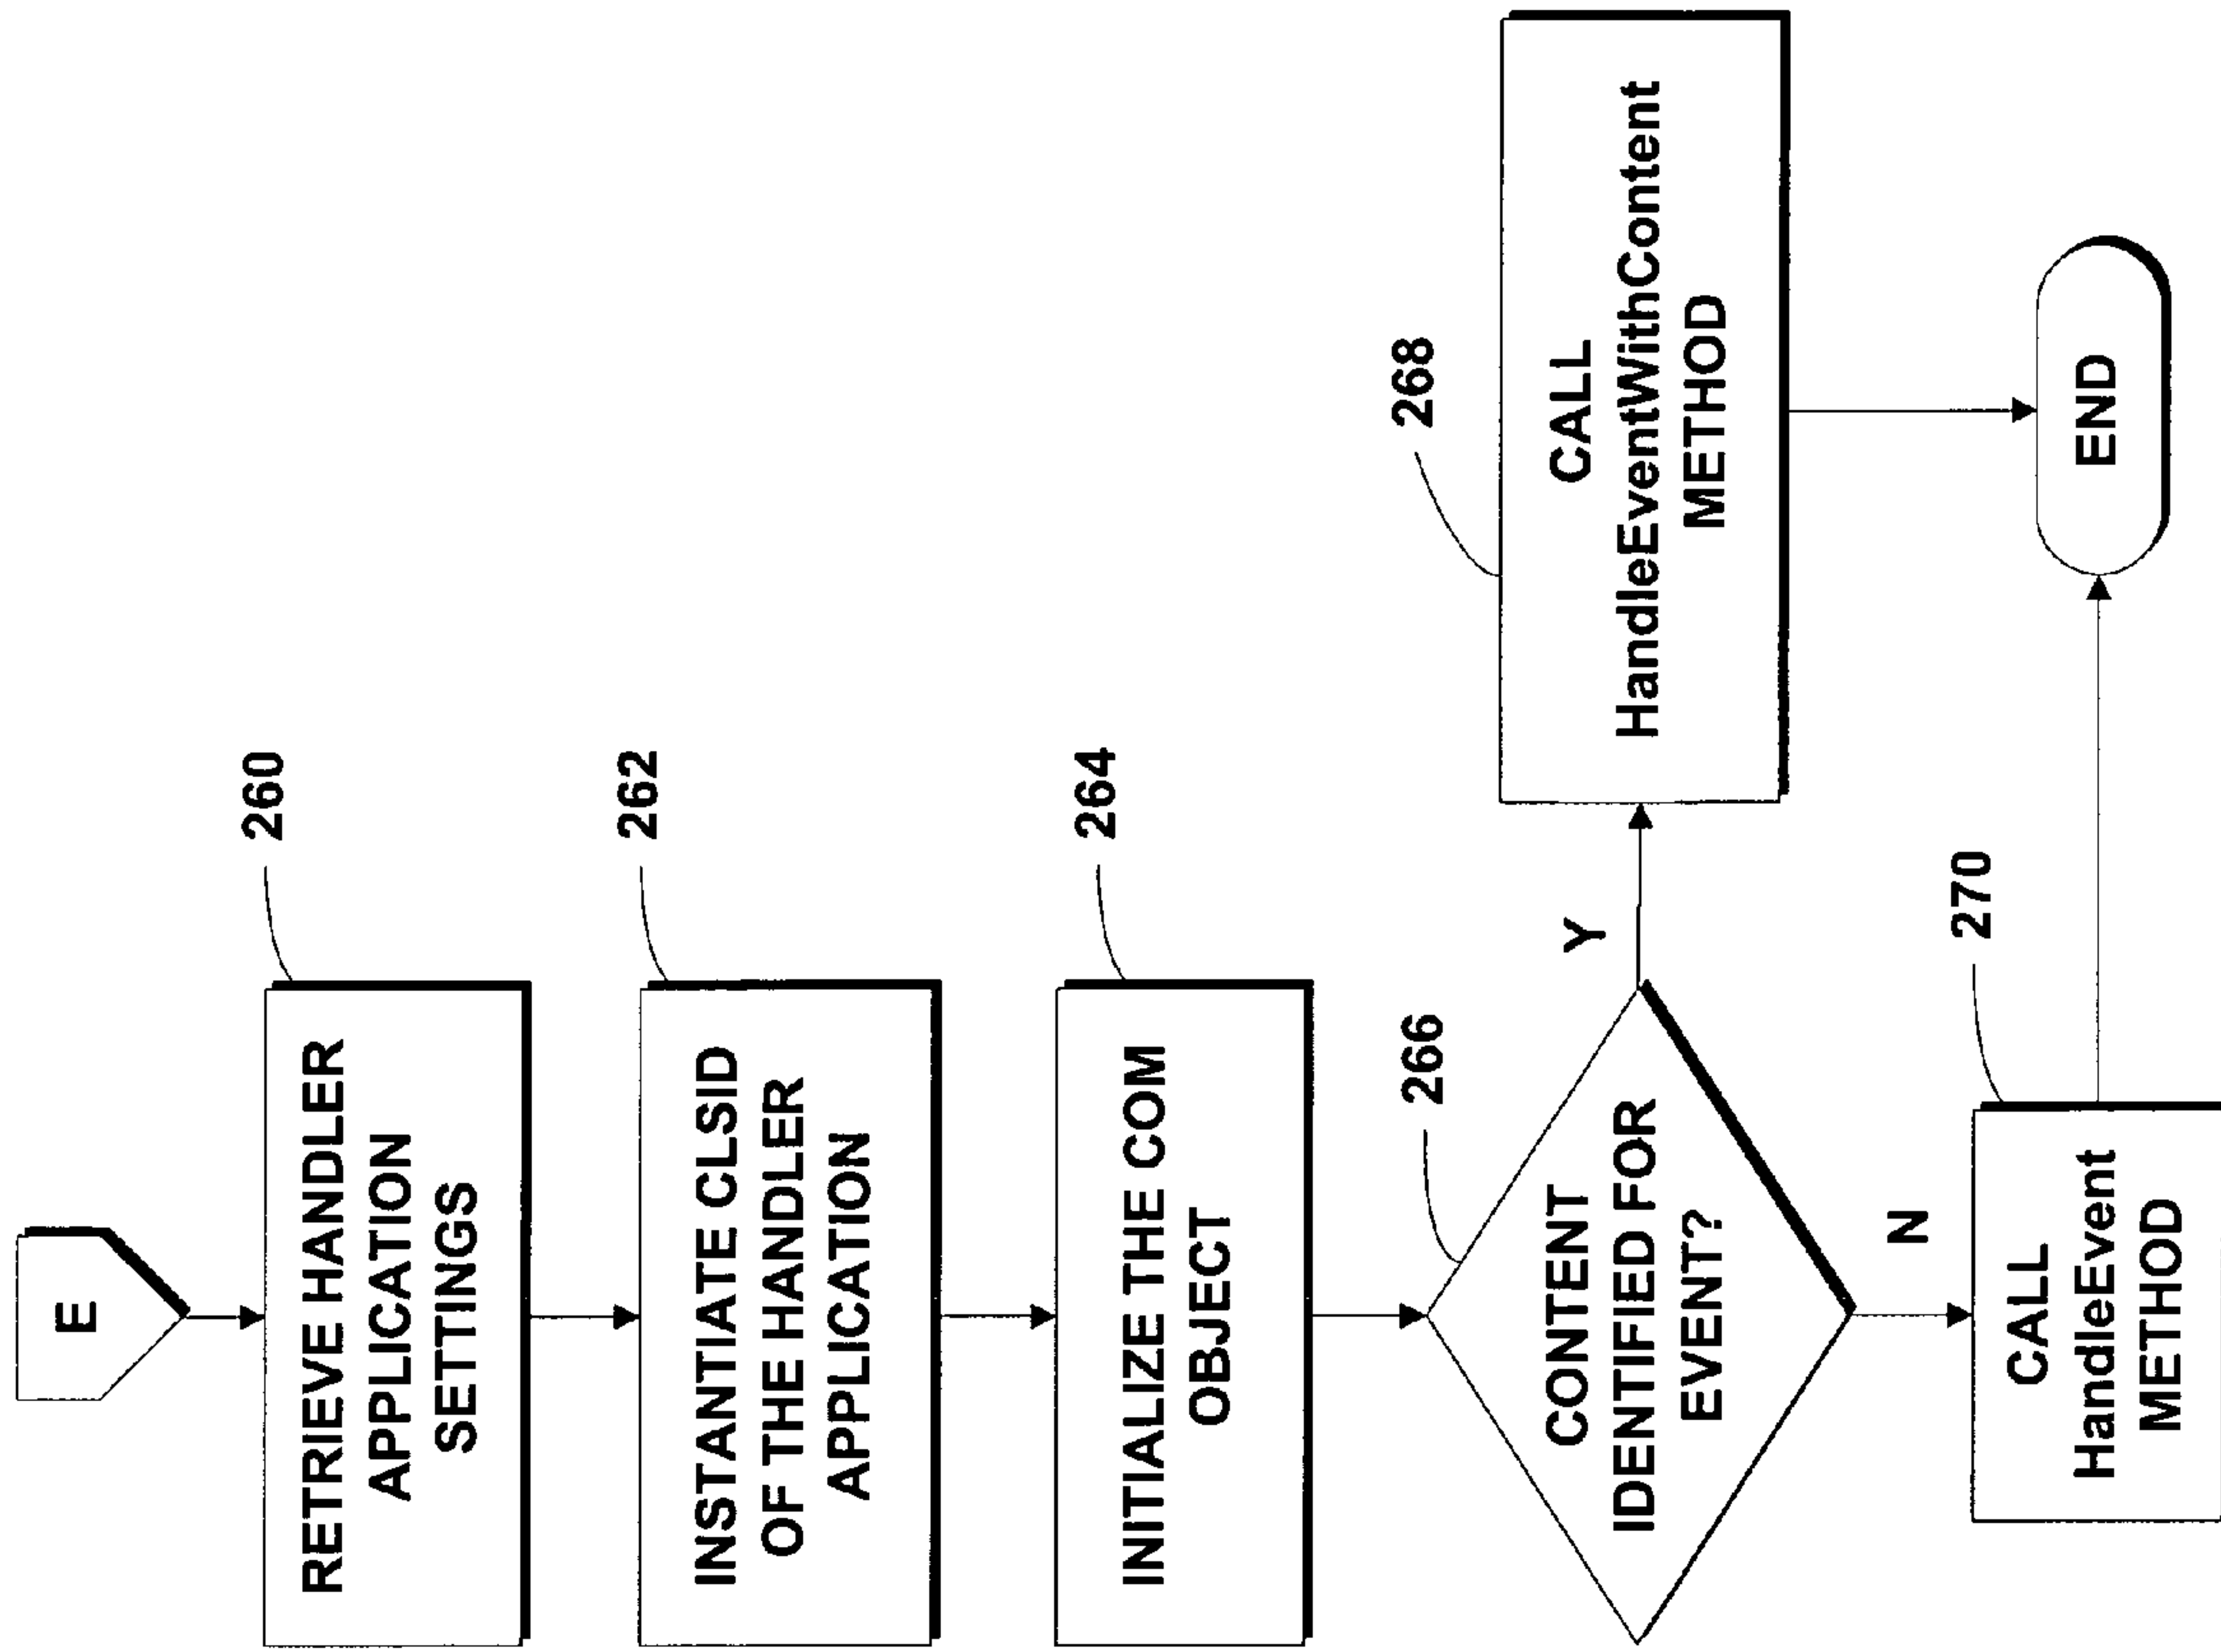 E
260
RETRIEVE HANDLER
APPLICATION
SETTINGS
262
INSTANTIATE CLSID
OF THE HANDLER
APPLICATION
264
INITIALIZE THE COM
OBJECT
266
CONTENT
IDENTIFIED FOR
EVENT?
Y
268
CALL
HandleEventWithContent
METHOD
N
270
CALL
HandleEvent
METHOD
END